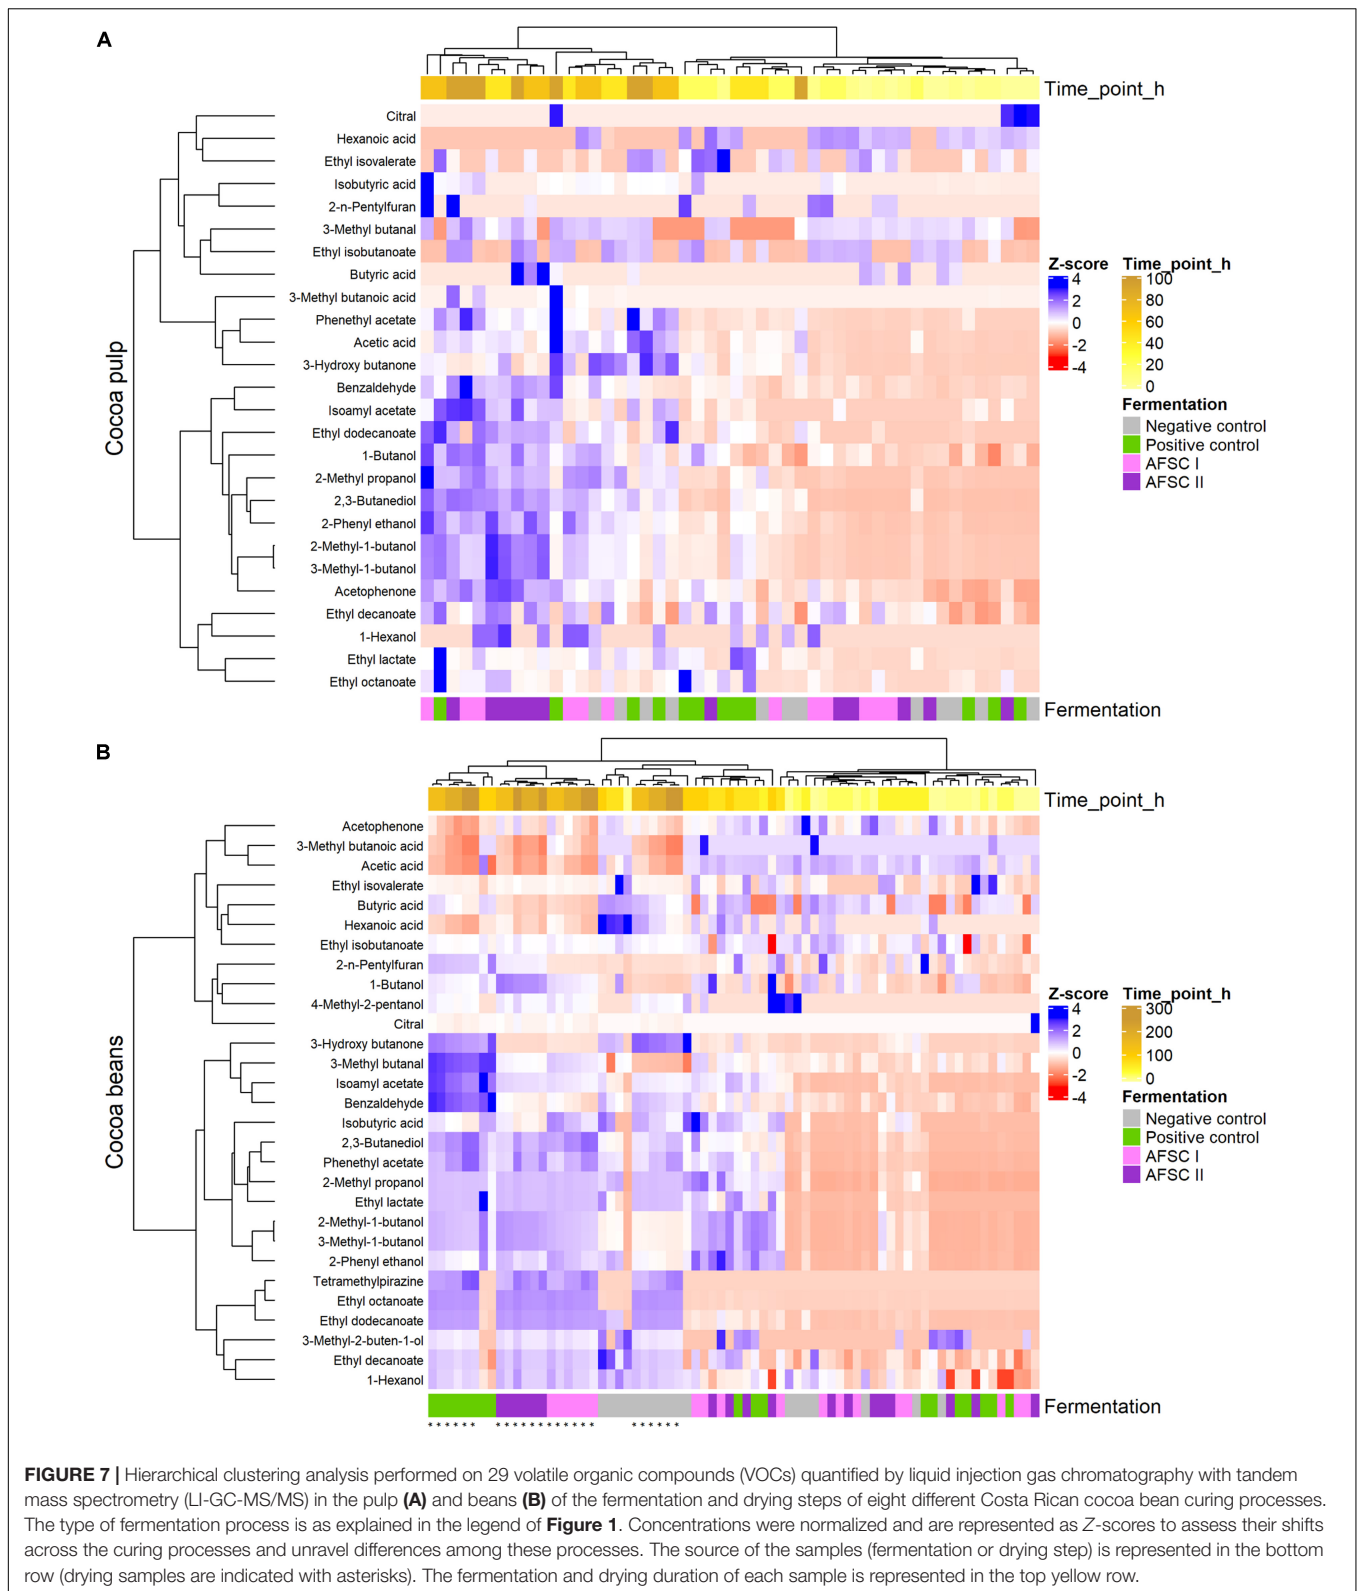 A
Time_point_h
Citral
Hexanoic acid
Ethyl isovalerate
Isobutyric acid
2-n-Pentylfuran
3-Methyl butanal
Ethyl isobutanoate
Butyric acid
3-Methyl butanoic acid
Phenethyl acetate
Acetic acid
3-Hydroxy butanone
Benzaldehyde
Isoamyl acetate
Ethyl dodecanoate
1-Butanol
2-Methyl propanol
2,3-Butanediol
2-Phenyl ethanol
2-Methyl-1-butanol
3-Methyl-1-butanol
Acetophenone
Ethyl decanoate
1-Hexanol
Ethyl lactate
Ethyl octanoate
Cocoa pulp
Z-score
4
2
0
-2
-4
Time_point_h
100
80
60
40
20
0
Fermentation
Negative control
Positive control
AFSC I
AFSC II
Fermentation
B
Time_point_h
Acetophenone
3-Methyl butanoic acid
Acetic acid
Ethyl isovalerate
Butyric acid
Hexanoic acid
Ethyl isobutanoate
2-n-Pentylfuran
1-Butanol
4-Methyl-2-pentanol
Citral
3-Hydroxy butanone
3-Methyl butanal
Isoamyl acetate
Benzaldehyde
Isobutyric acid
2,3-Butanediol
Phenethyl acetate
2-Methyl propanol
Ethyl lactate
2-Methyl-1-butanol
3-Methyl-1-butanol
2-Phenyl ethanol
Tetramethylpirazine
Ethyl octanoate
Ethyl dodecanoate
3-Methyl-2-buten-1-ol
Ethyl decanoate
1-Hexanol
Cocoa beans
Z-score
4
2
0
-2
-4
Time_point_h
300
200
100
0
Fermentation
Negative control
Positive control
AFSC I
AFSC II
Fermentation
* * * * * * * * * * * * * * * * * * * * * * * *
FIGURE 7 | Hierarchical clustering analysis performed on 29 volatile organic compounds (VOCs) quantified by liquid injection gas chromatography with tandem
mass spectrometry (LI-GC-MS/MS) in the pulp (A) and beans (B) of the fermentation and drying steps of eight different Costa Rican cocoa bean curing processes.
The type of fermentation process is as explained in the legend of Figure 1. Concentrations were normalized and are represented as Z-scores to assess their shifts
across the curing processes and unravel differences among these processes. The source of the samples (fermentation or drying step) is represented in the bottom
row (drying samples are indicated with asterisks). The fermentation and drying duration of each sample is represented in the top yellow row.